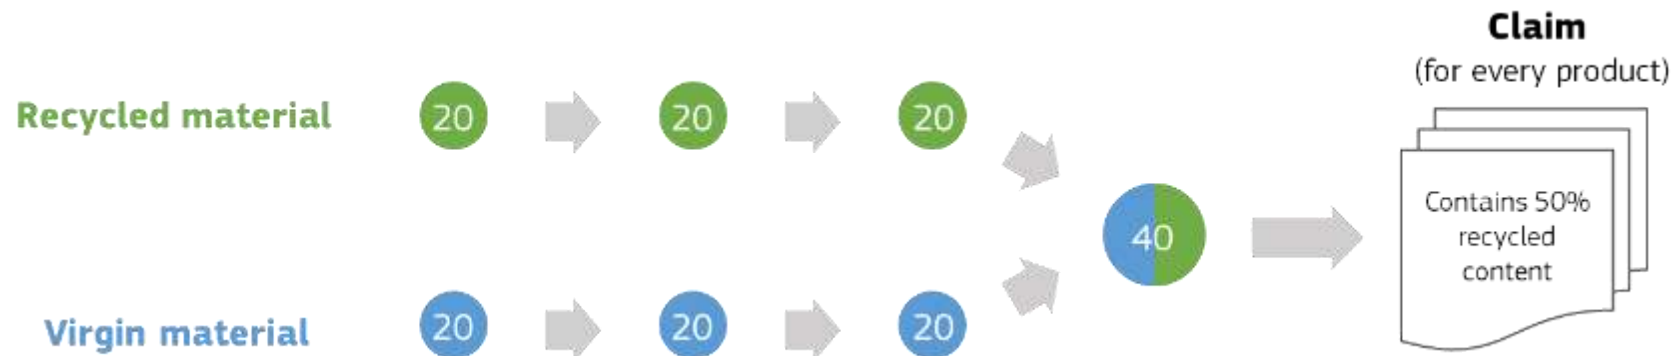 Claim
(for every product)
Recycled material
20
20
20
Contains 50%
recycled
content
40
Virgin material
20
20
20